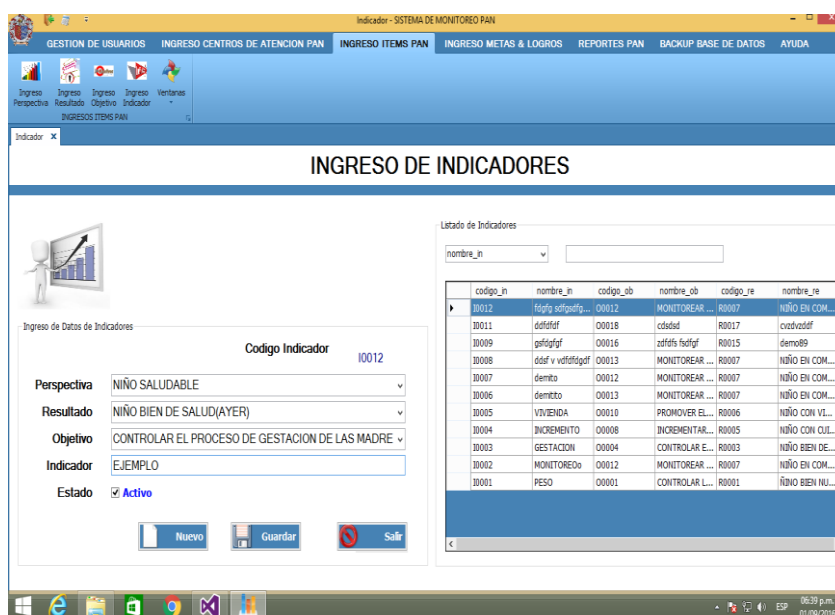 Indicador - SISTEMA DE MONITOREO PAN
GESTION DE USUARIOS INGRESO CENTROS DE ATENCION PAN INGRESO ITEMS PAN INGRESO METAS & LOGROS REPORTES PAN BACKUP BASE DE DATOS AYUDA
Ingreso Perspectiva Ingreso Resultado Ingreso Objetivo Ingreso Indicador Ventanas
INGRESOS ITEMS PAN
Indicador X
INGRESO DE INDICADORES
Listado de Indicadores
nombre_in
codigo_in nombre_in codigo_ob nombre_ob codigo_re nombre_re
I0012 fdgfg sdfgsdfg... O0012 MONITOREAR ... R0007 NIÑO EN COM...
I0011 ddfdfdf O0018 cdsdsd R0017 cvzdvzddf
I0009 gsfdgfgf O0016 zdfdfs fsdfgf R0015 demo89
I0008 ddsf v vdfdfdgdf O0013 MONITOREAR ... R0007 NIÑO EN COM...
I0007 demito O0012 MONITOREAR ... R0007 NIÑO EN COM...
I0006 demitito O0013 MONITOREAR ... R0007 NIÑO EN COM...
I0005 VIVIENDA O0010 PROMOVER EL... R0006 NIÑO CON VI...
I0004 INCREMENTO O0008 INCREMENTAR... R0005 NIÑO CON CUI...
I0003 GESTACION O0004 CONTROLAR E... R0003 NIÑO BIEN DE...
I0002 MONITOREOo O0012 MONITOREAR ... R0007 NIÑO EN COM...
I0001 PESO O0001 CONTROLAR L... R0001 ÑINO BIEN NU...
Ingreso de Datos de Indicadores
Codigo Indicador I0012
Perspectiva NIÑO SALUDABLE
Resultado NIÑO BIEN DE SALUD(AYER)
Objetivo CONTROLAR EL PROCESO DE GESTACION DE LAS MADRE
Indicador EJEMPLO
Estado Activo
Nuevo Guardar Salir
ESP 06:39 p.m.
01/09/2016